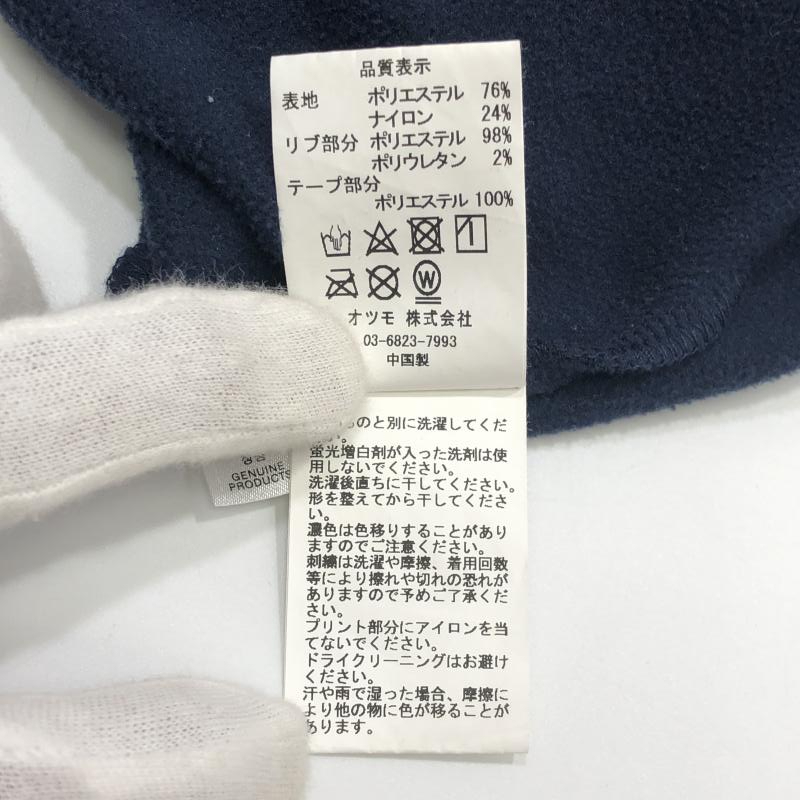 品質表示
表地 ポリエステル 76%
ナイロン 24%
リブ部分 ポリエステル 98%
ポリウレタン 2%
テープ部分
ポリエステル 100%
W
オツモ 株式会社
03-6823-7993
中国製
のと別に洗濯してくだ
い。
蛍光増白剤が入った洗剤は使
用しないでください。
洗濯後直ちに干してください。
形を整えてから干してくださ
い。
濃色は色移りすることがあり
ますのでご注意ください。
刺繍は洗濯や摩擦、着用回数
等により擦れや切れの恐れが
ありますので予めご了承くだ
さい。
プリント部分にアイロンを当
てないでください。
ドライクリーニングはお避け
ください。
汗や雨で湿った場合、摩擦に
より他の物に色が移ることが
あります。
GENUINE
PRODUCTS